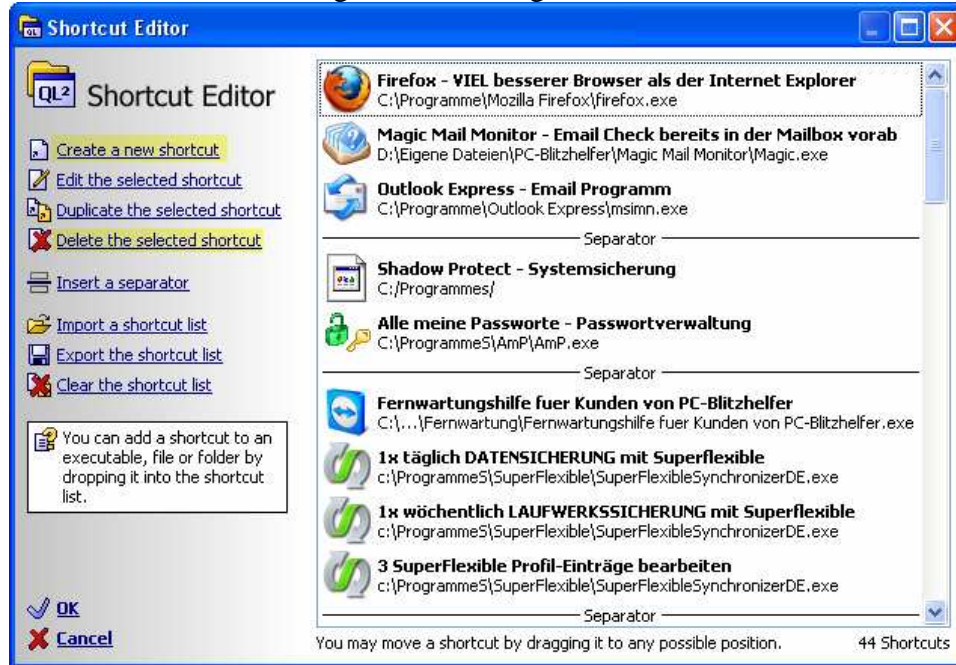 Shortcut Editor
QL²
Shortcut Editor
Create a new shortcut
Edit the selected shortcut
Duplicate the selected shortcut
Delete the selected shortcut
Insert a separator
Import a shortcut list
Export the shortcut list
Clear the shortcut list
You can add a shortcut to an
executable, file or folder by
dropping it into the shortcut
list.
OK
Cancel
Firefox - VIEL besserer Browser als der Internet Explorer
C:\Programme\Mozilla Firefox\firefox.exe
Magic Mail Monitor - Email Check bereits in der Mailbox vorab
D:\Eigene Dateien\PC-Blitzhelfer\Magic Mail Monitor\Magic.exe
Outlook Express - Email Programm
C:\Programme\Outlook Express\msimn.exe
Separator
Shadow Protect - Systemsicherung
C:/Programmes/
Alle meine Passworte - Passwortverwaltung
C:\ProgrammeS\AmP\AmP.exe
Separator
Fernwartungshilfe fuer Kunden von PC-Blitzhelfer
C:\...\Fernwartung\Fernwartungshilfe fuer Kunden von PC-Blitzhelfer.exe
1x täglich DATENSICHERUNG mit Superflexible
c:\ProgrammeS\SuperFlexible\SuperFlexibleSynchronizerDE.exe
1x wöchentlich LAUFWERKSSICHERUNG mit Superflexible
c:\ProgrammeS\SuperFlexible\SuperFlexibleSynchronizerDE.exe
3 SuperFlexible Profil-Einträge bearbeiten
c:\ProgrammeS\SuperFlexible\SuperFlexibleSynchronizerDE.exe
Separator
You may move a shortcut by dragging it to any possible position.
44 Shortcuts